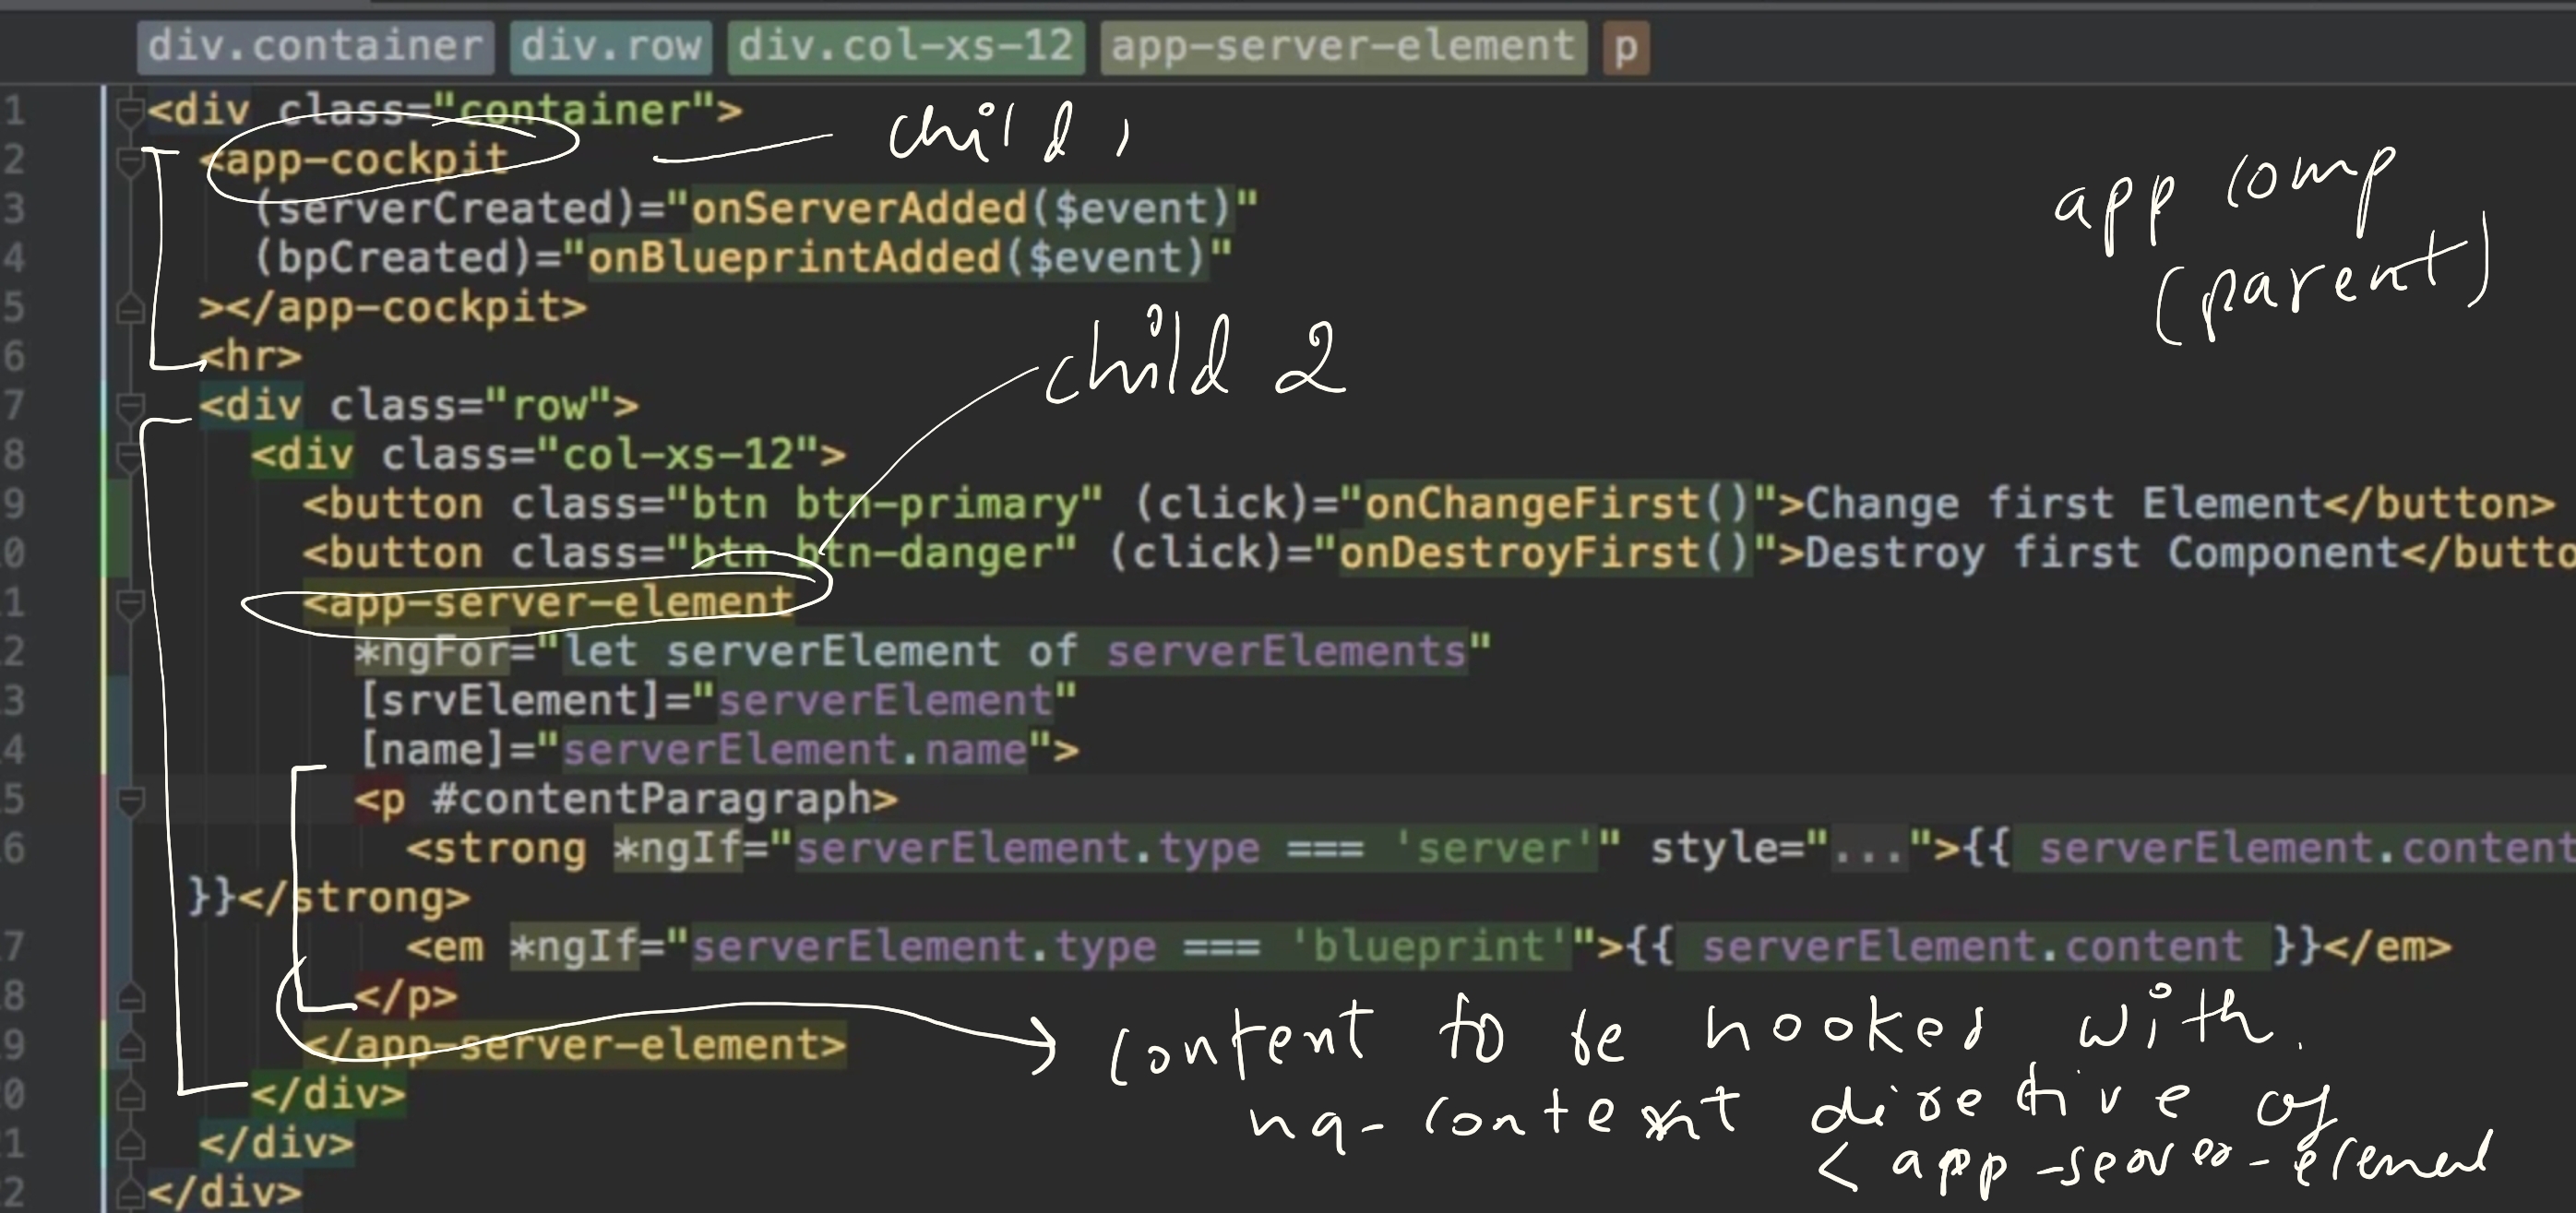 div.container div.row div.col-xs-12 app-server-element p
1 <div class="container">
child 1
2 <app-cockpit
app comp
(parent)
3 (serverCreated)="onServerAdded($event)"
4 (bpCreated)="onBlueprintAdded($event)"
5 ></app-cockpit>
child 2
6 <hr>
7 <div class="row">
8 <div class="col-xs-12">
9 <button class="btn btn-primary" (click)="onChangeFirst()">Change first Element</button>
0 <button class="btn btn-danger" (click)="onDestroyFirst()">Destroy first Component</butto
1 <app-server-element
2 *ngFor="let serverElement of serverElements"
3 [srvElement]="serverElement"
4 [name]="serverElement.name">
5 <p #contentParagraph>
6 <strong *ngIf="serverElement.type === 'server'" style="...">{{ serverElement.content
}}</strong>
7 <em *ngIf="serverElement.type === 'blueprint'">{{ serverElement.content }}</em>
8 </p>
9 </app-server-element>
content to be hooked with.
0 </div>
ng-content directive of
1 </div>
< app-server-element
2 </div>